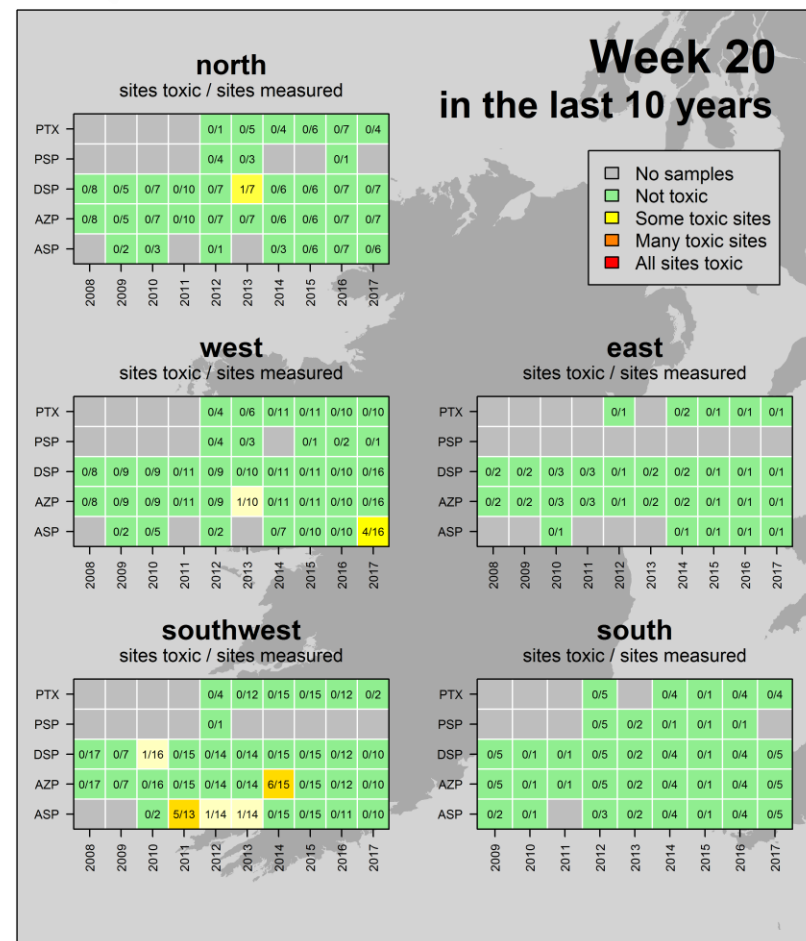 Week 20
in the last 10 years
No samples
Not toxic
Some toxic sites
Many toxic sites
All sites toxic
north
sites toxic / sites measured
PTX 0/1 0/5 0/4 0/6 0/7 0/4
PSP 0/4 0/3 0/1
DSP 0/8 0/5 0/7 0/10 0/7 1/7 0/6 0/6 0/7 0/7
AZP 0/8 0/5 0/7 0/10 0/7 0/7 0/6 0/6 0/7 0/7
ASP 0/2 0/3 0/1 0/3 0/6 0/7 0/6
2008 2009 2010 2011 2012 2013 2014 2015 2016 2017
west
sites toxic / sites measured
PTX 0/4 0/6 0/11 0/11 0/10 0/10
PSP 0/4 0/3 0/1 0/2 0/1
DSP 0/8 0/9 0/9 0/11 0/9 0/10 0/11 0/11 0/10 0/16
AZP 0/8 0/9 0/9 0/11 0/9 1/10 0/11 0/11 0/10 0/16
ASP 0/2 0/5 0/2 0/7 0/10 0/10 4/16
2008 2009 2010 2011 2012 2013 2014 2015 2016 2017
east
sites toxic / sites measured
PTX 0/1 0/2 0/1 0/1 0/1
PSP
DSP 0/2 0/2 0/3 0/3 0/1 0/2 0/2 0/1 0/1 0/1
AZP 0/2 0/2 0/3 0/3 0/1 0/2 0/2 0/1 0/1 0/1
ASP 0/1 0/1 0/1 0/1 0/1
2008 2009 2010 2011 2012 2013 2014 2015 2016 2017
southwest
sites toxic / sites measured
PTX 0/4 0/12 0/15 0/15 0/12 0/2
PSP 0/1
DSP 0/17 0/7 1/16 0/15 0/14 0/14 0/15 0/15 0/12 0/10
AZP 0/17 0/7 0/16 0/15 0/14 0/14 6/15 0/15 0/12 0/10
ASP 0/2 5/13 1/14 1/14 0/15 0/15 0/11 0/10
2008 2009 2010 2011 2012 2013 2014 2015 2016 2017
south
sites toxic / sites measured
PTX 0/5 0/4 0/1 0/4 0/4
PSP 0/5 0/2 0/1 0/1 0/1
DSP 0/5 0/1 0/1 0/5 0/2 0/4 0/1 0/4 0/5
AZP 0/5 0/1 0/1 0/5 0/2 0/4 0/1 0/4 0/5
ASP 0/2 0/1 0/3 0/2 0/4 0/1 0/4 0/5
2009 2010 2011 2012 2013 2014 2015 2016 2017